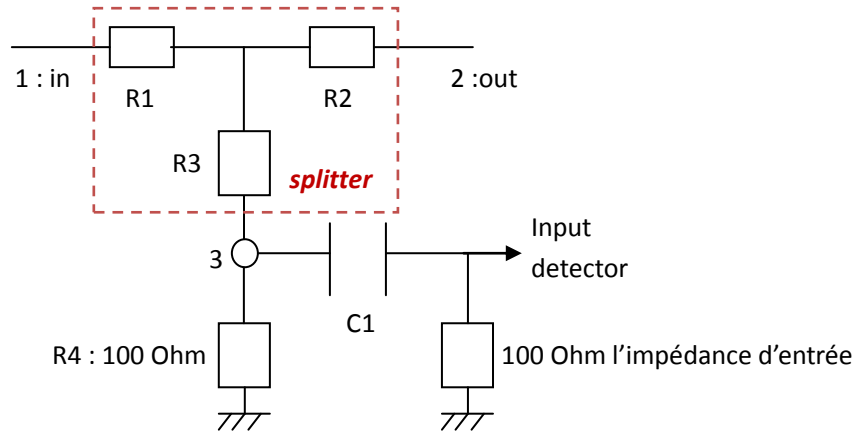 1 : in
R1
R2
2 :out
R3
splitter
3
Input
detector
C1
R4 : 100 Ohm
100 Ohm l’impédance d’entrée